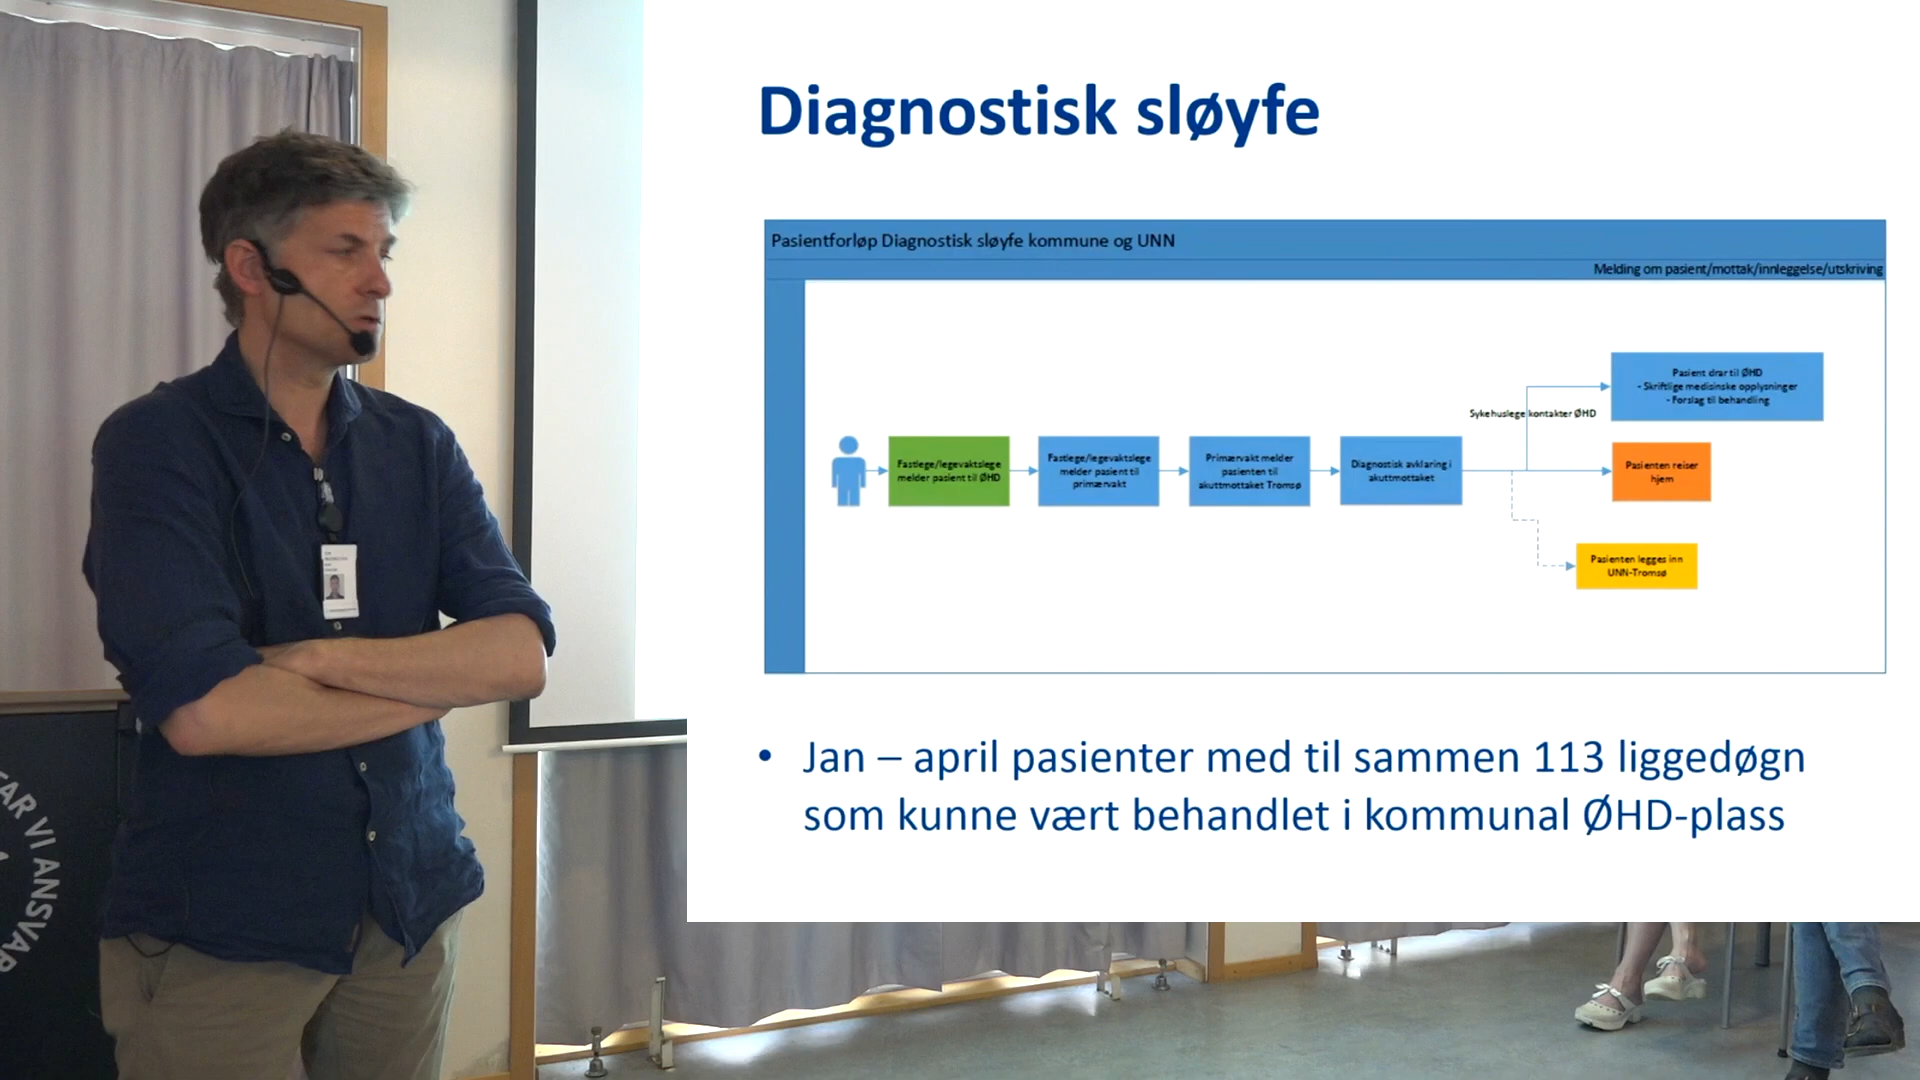 Diagnostisk sløyfe
Pasientforløp Diagnostisk sløyfe kommune og UNN
Melding om pasient/mottak/innleggelse/utskriving
Fastlege/legevaktslege
melder pasient til ØHD
Fastlege/legevaktslege
melder pasient til
primærvakt
Primærvakt melder
pasienten til
akuttmottaket Tromsø
Diagnostisk avklaring i
akuttmottaket
Sykehuslege kontakter ØHD
Pasient drar til ØHD
- Skriftlige medisinske opplysninger
- Forslag til behandling
Pasienten reiser
hjem
Pasienten legges inn
UNN-Tromsø
• Jan – april pasienter med til sammen 113 liggedøgn
som kunne vært behandlet i kommunal ØHD-plass
TAR VI ANSVAR